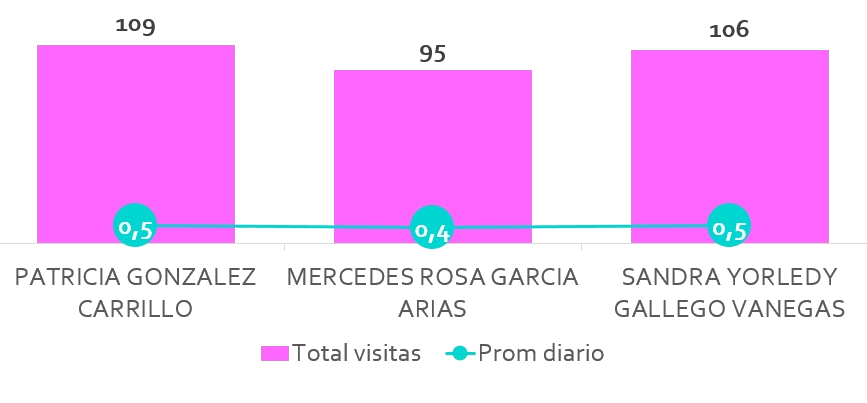 109
95
106
0,5
0,4
0,5
PATRICIA GONZALEZ
CARRILLO
MERCEDES ROSA GARCIA
ARIAS
SANDRA YORLEDY
GALLEGO VANEGAS
Total visitas
Prom diario